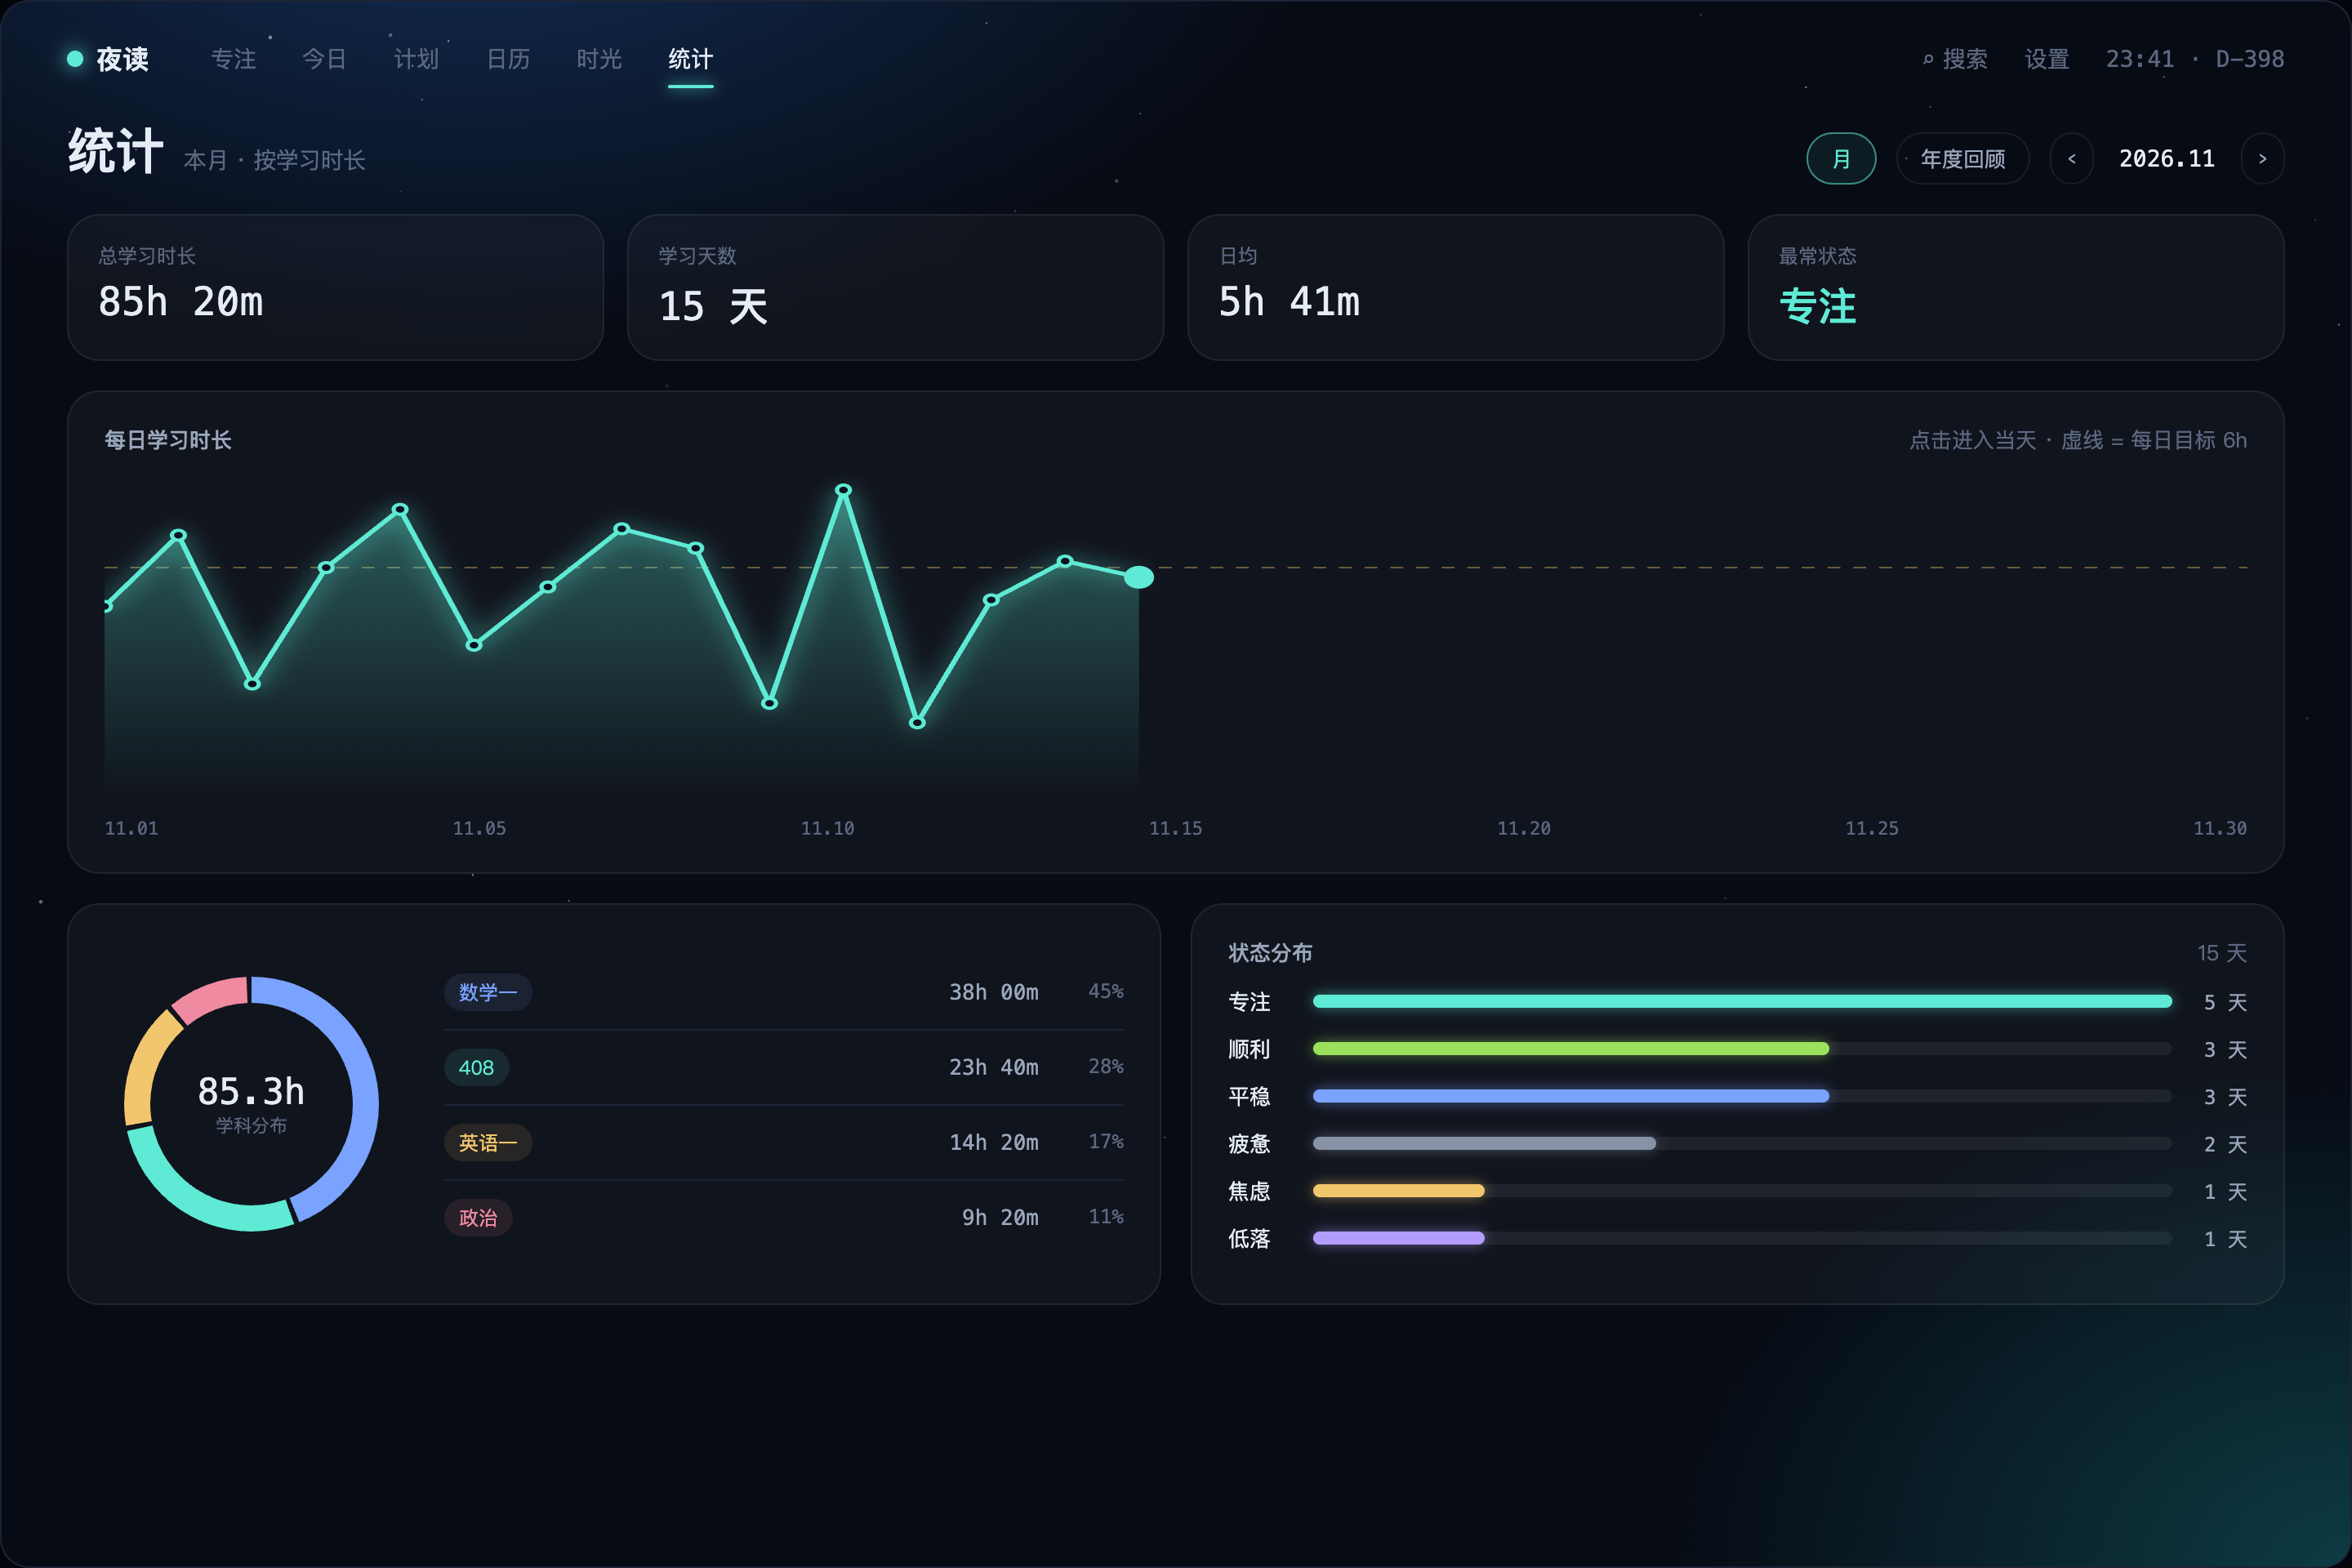 夜读 专注 今日 计划 日历 时光 统计 搜索 设置 23:41 · D-398
统计 本月 · 按学习时长 月 年度回顾 ‹ 2026.11 ›
总学习时长 学习天数 日均 最常状态
85h 20m 15 天 5h 41m 专注
每日学习时长 点击进入当天 · 虚线 = 每日目标 6h
11.01 11.05 11.10 11.15 11.20 11.25 11.30
85.3h
学科分布
数学一 38h 00m 45%
408 23h 40m 28%
英语一 14h 20m 17%
政治 9h 20m 11%
状态分布 15 天
专注 5 天
顺利 3 天
平稳 3 天
疲惫 2 天
焦虑 1 天
低落 1 天